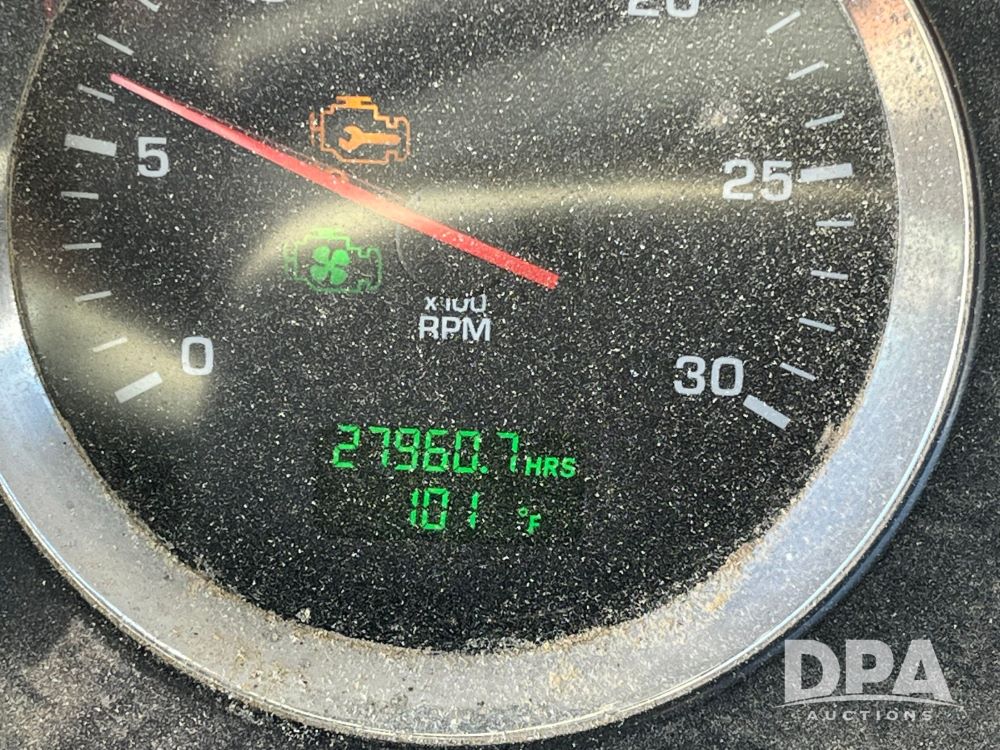 20
5
25
x100
RPM
0
30
27960.7 HRS
101 °F
DPA
AUCTIONS